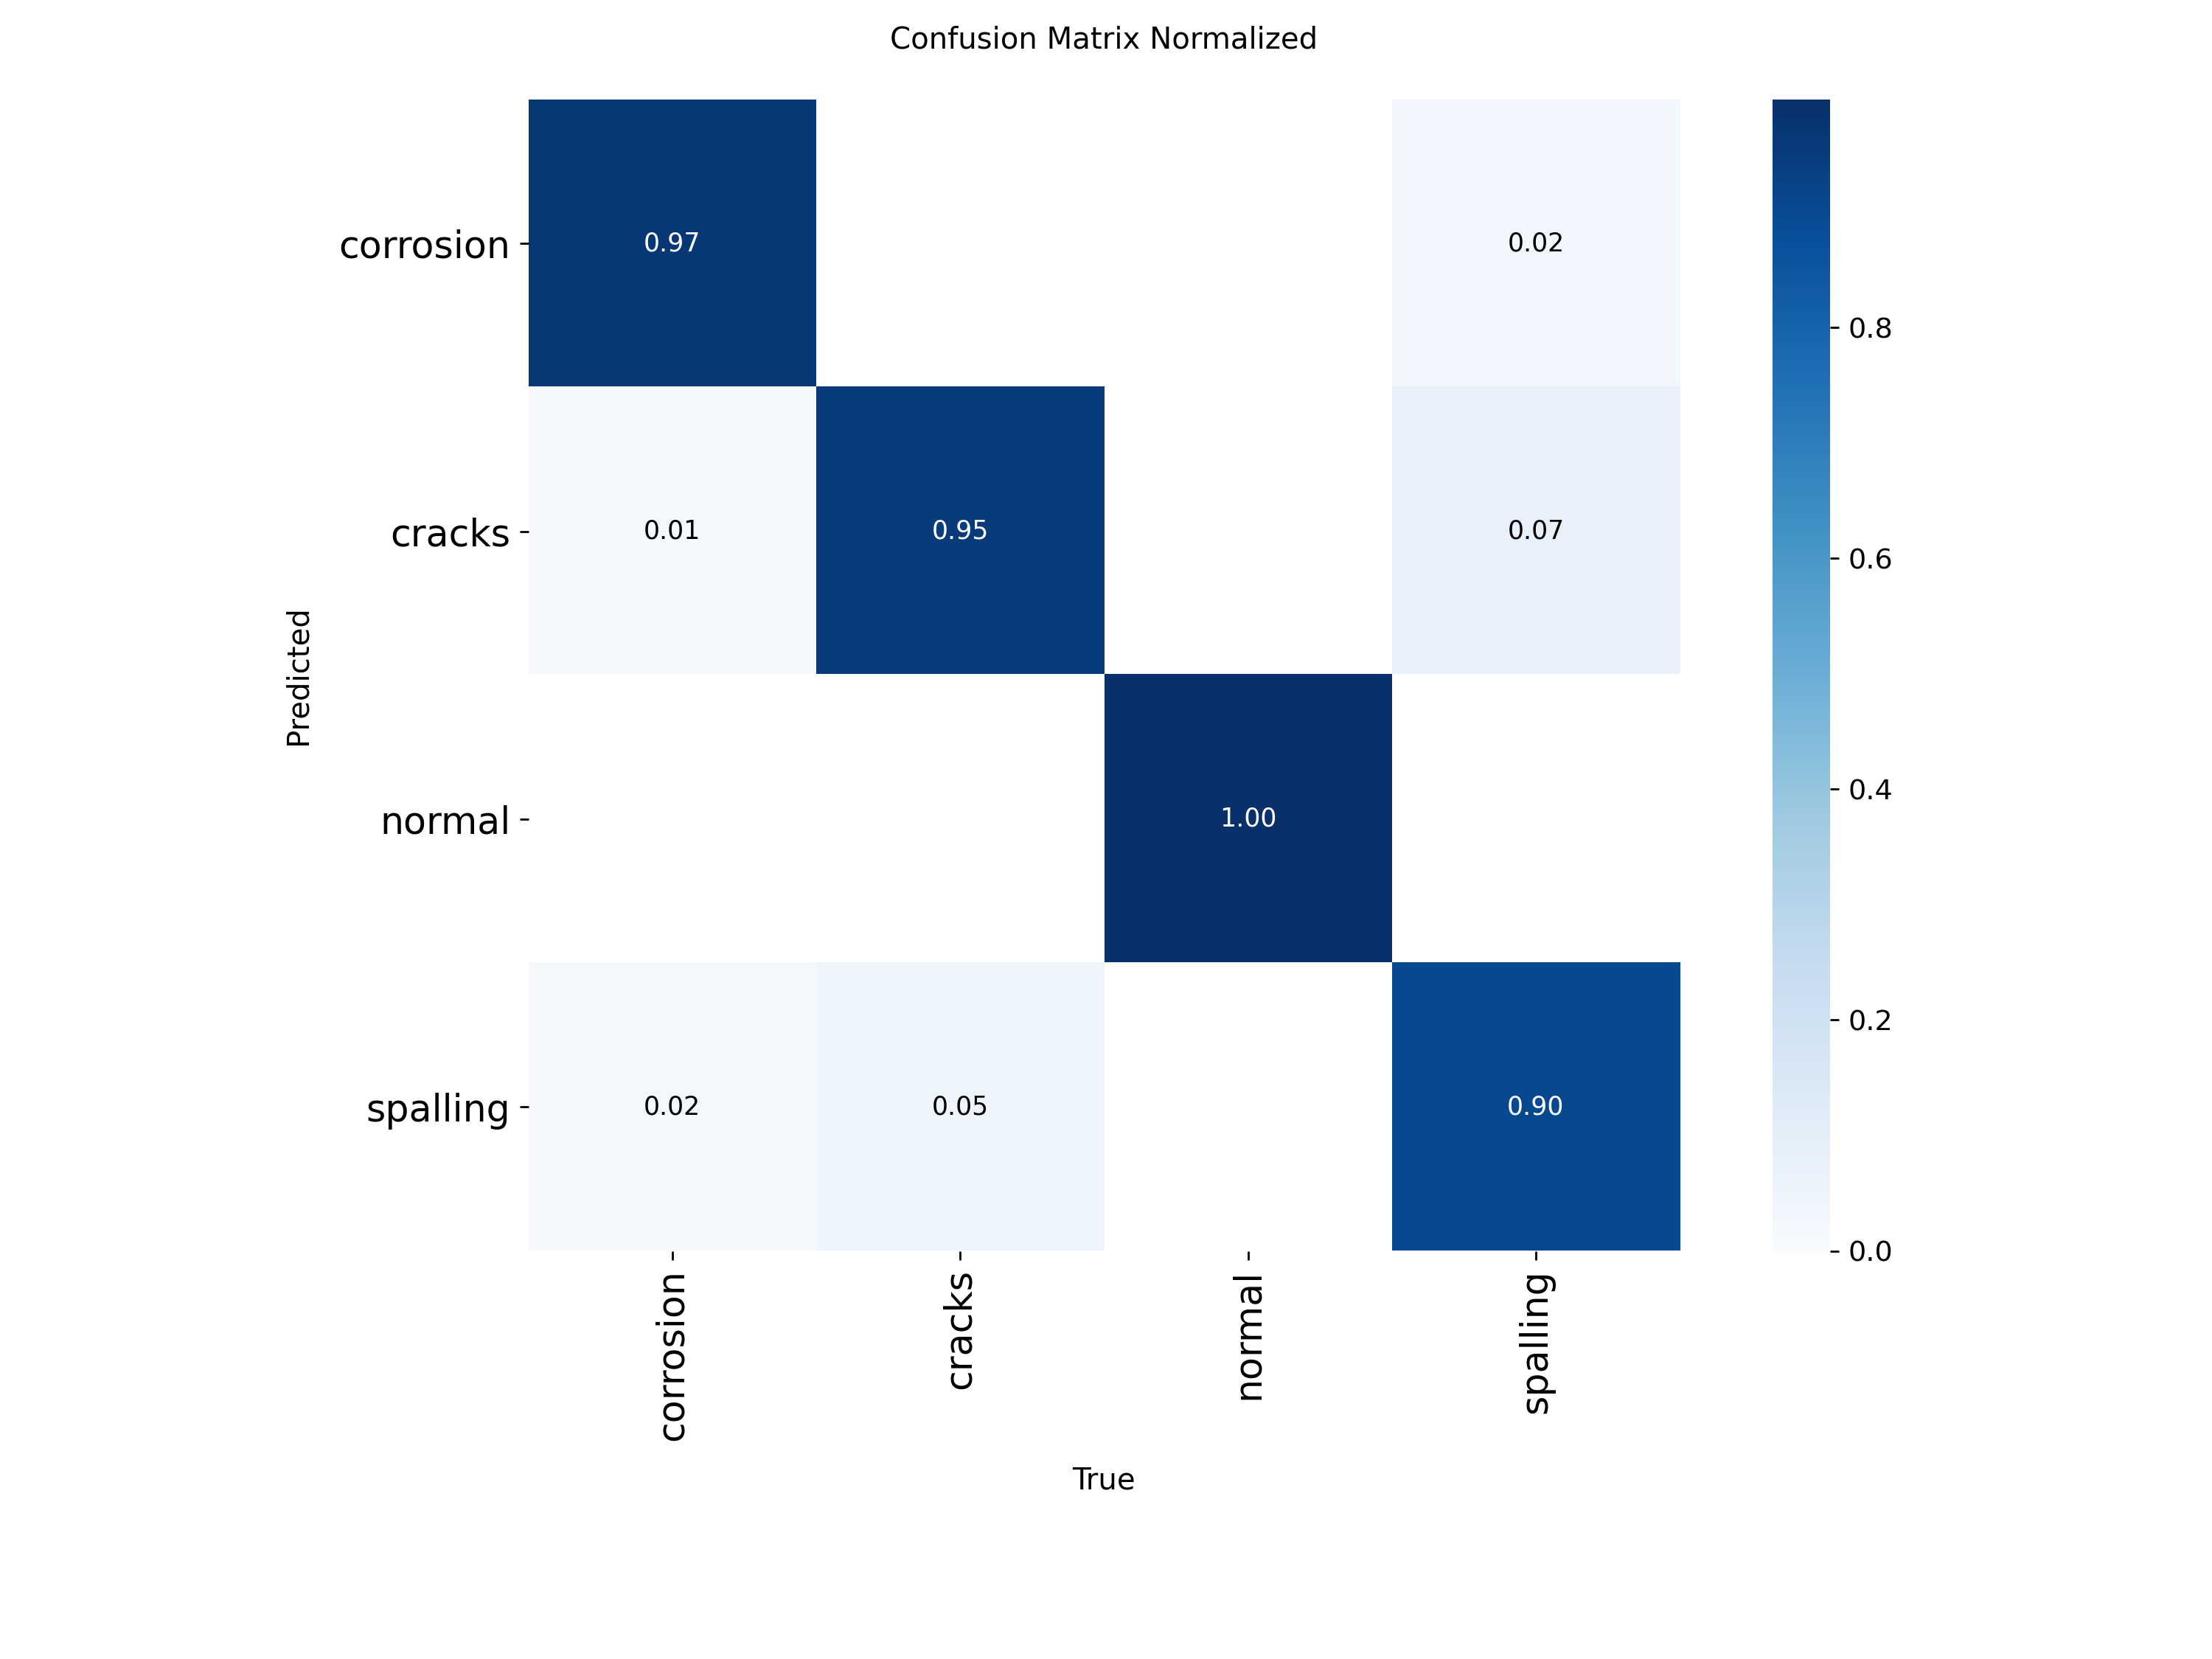 Confusion Matrix Normalized
corrosion
0.97
0.02
cracks
0.01
0.95
0.07
normal
1.00
spalling
0.02
0.05
0.90
Predicted
corrosion
cracks
normal
spalling
True
0.8
0.6
0.4
0.2
0.0